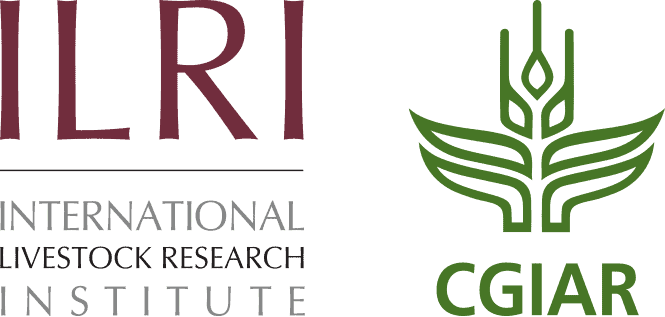 ILRI
INTERNATIONAL
LIVESTOCK RESEARCH
INSTITUTE
CGIAR